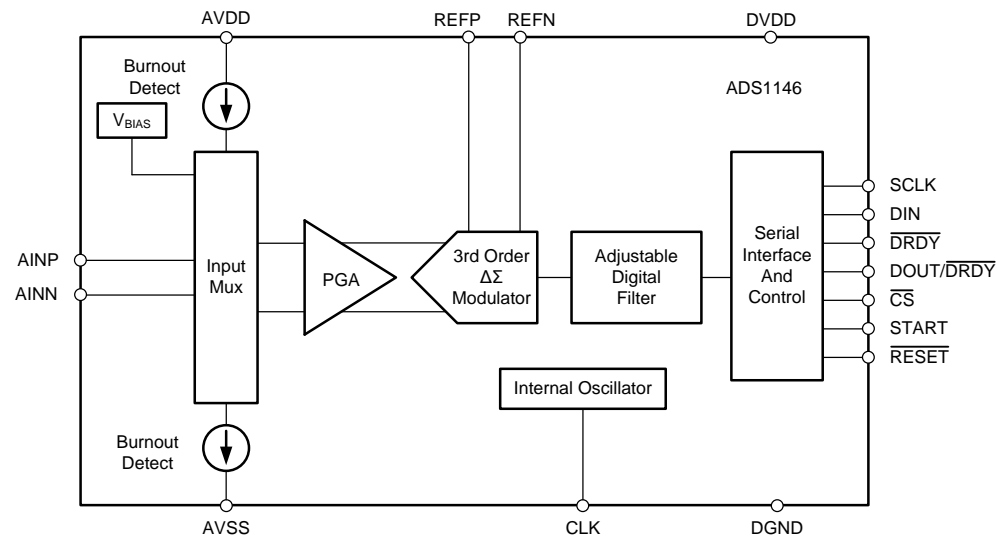 AVDD
REFP
REFN
DVDD
Burnout
Detect
ADS1146
VBIAS
SCLK
DIN
DRDY
DOUT/DRDY
CS
START
RESET
AINP
AINN
Input
Mux
PGA
3rd Order
ΔΣ
Modulator
Adjustable
Digital
Filter
Serial
Interface
And
Control
Internal Oscillator
Burnout
Detect
AVSS
CLK
DGND